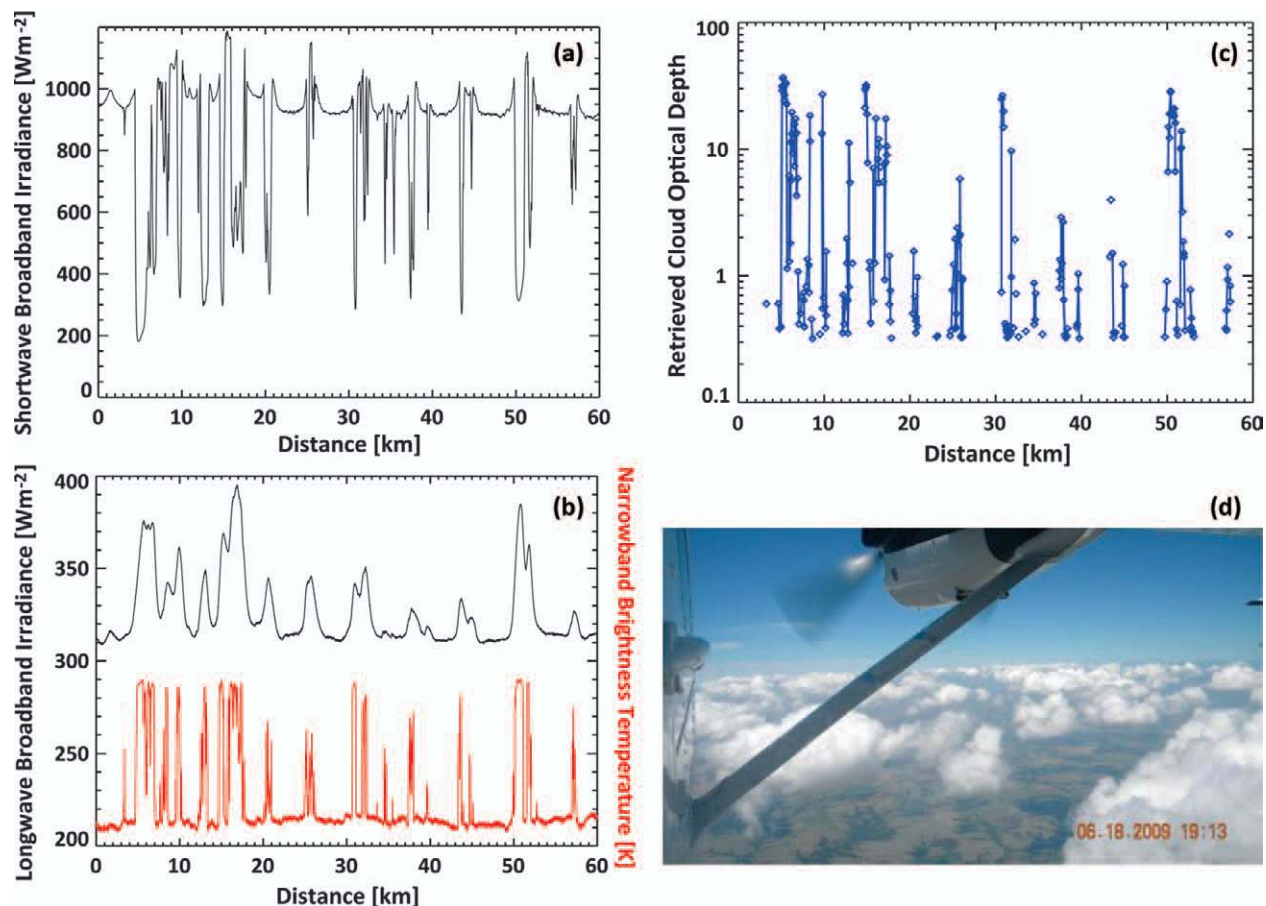 (a)
Shortwave Broadband Irradiance [Wm-2]
1000
800
600
400
200
0
0 10 20 30 40 50 60
Distance [km]
(c)
Retrieved Cloud Optical Depth
100
10
1
0.1
0 10 20 30 40 50 60
Distance [km]
(b)
Longwave Broadband Irradiance [Wm-2]
400
350
300
250
200
0 10 20 30 40 50 60
Distance [km]
Narrowband Brightness Temperature [K]
(d)
06.18.2009 19:13